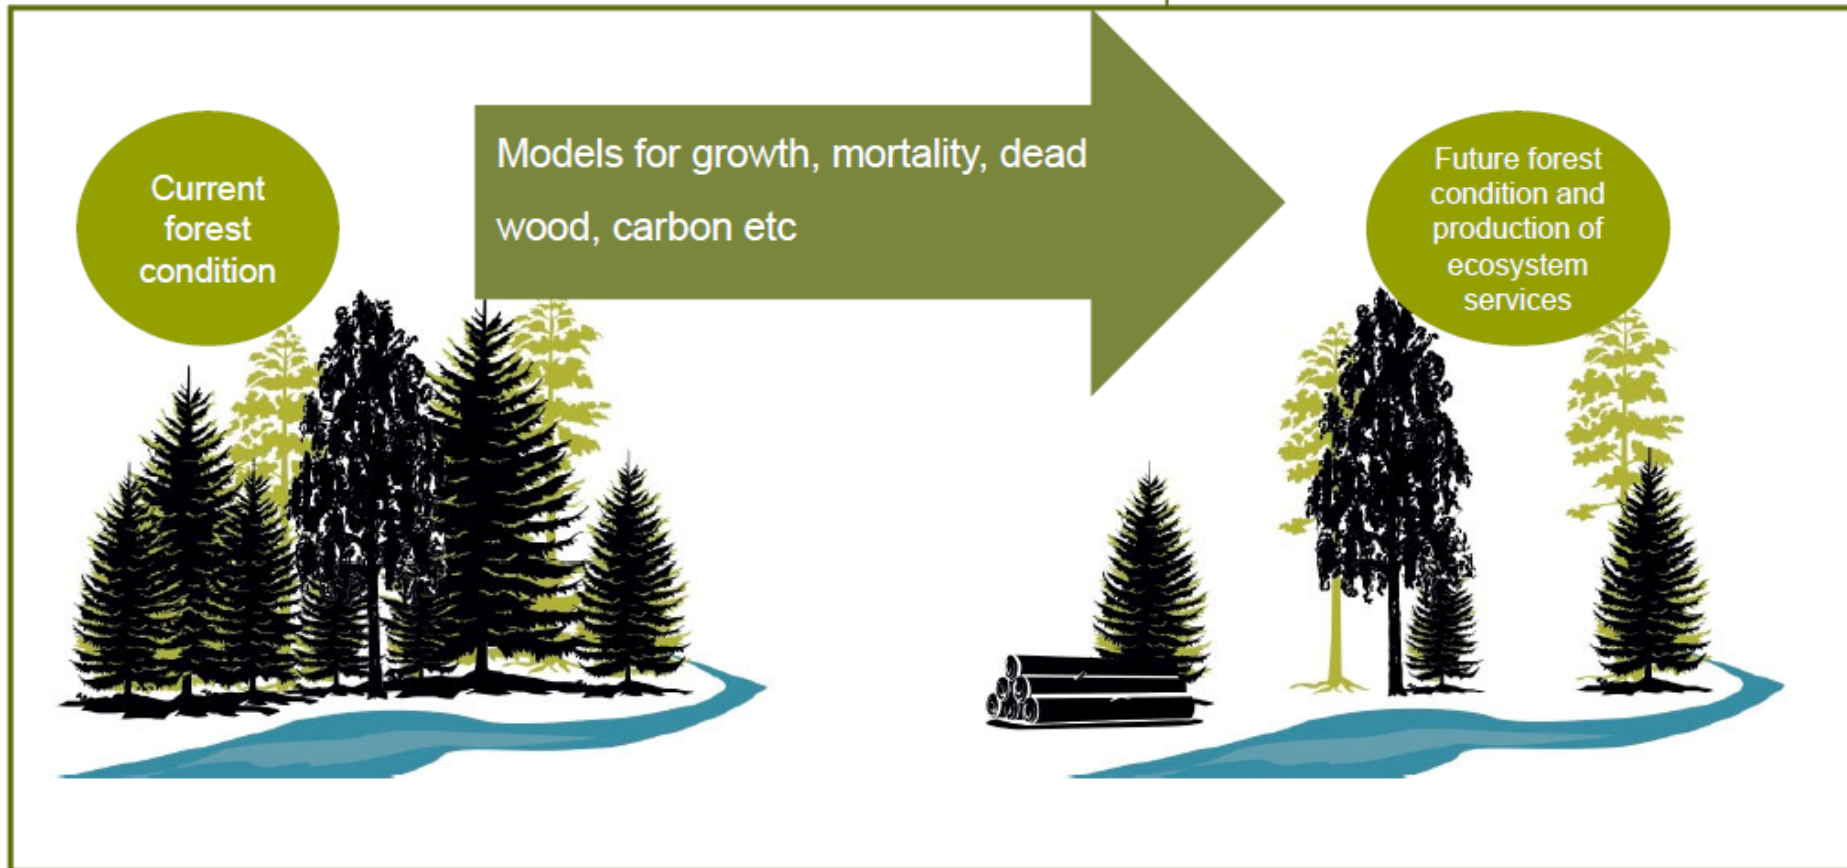 Current
forest
condition
Models for growth, mortality, dead
wood, carbon etc
Future forest
condition and
production of
ecosystem
services